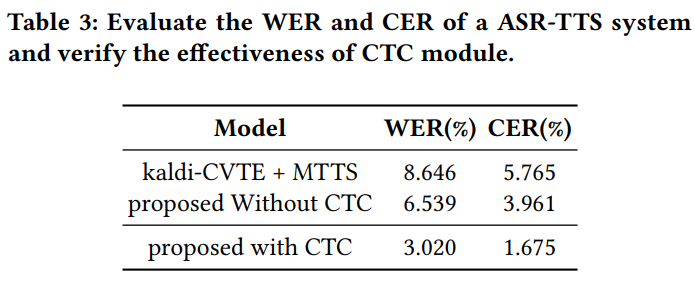 Table 3: Evaluate the WER and CER of a ASR-TTS system
and verify the effectiveness of CTC module.
Model WER(%) CER(%)
kaldi-CVTE + MTTS 8.646 5.765
proposed Without CTC 6.539 3.961
proposed with CTC 3.020 1.675